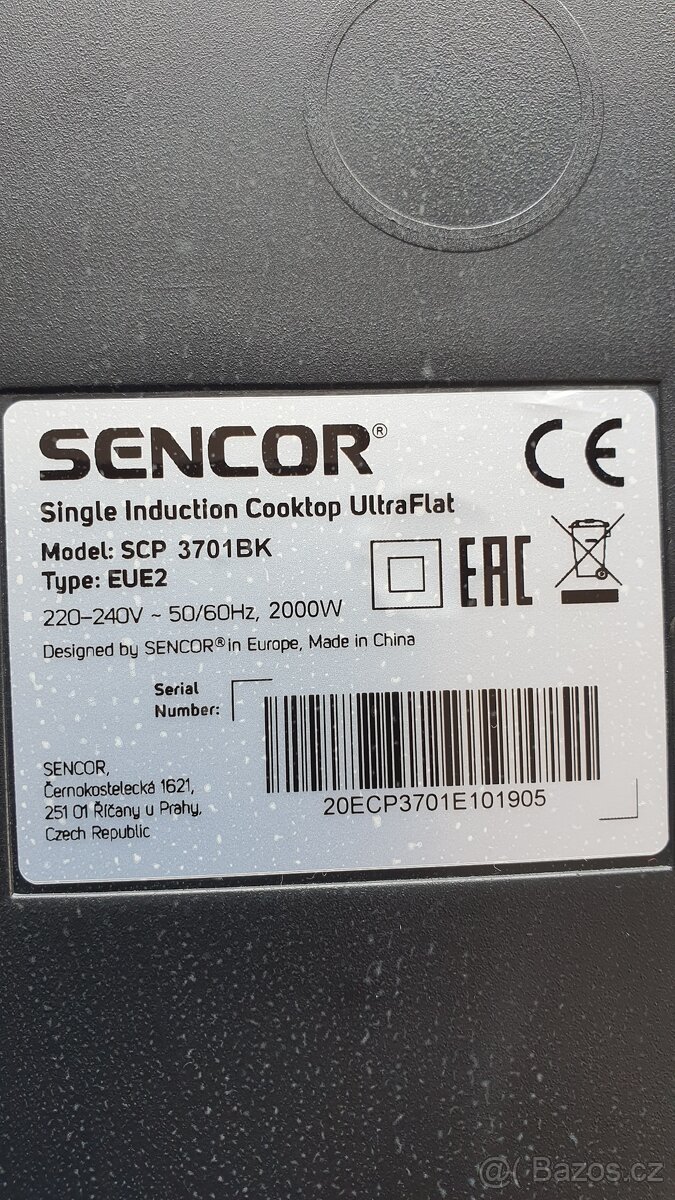 SENCOR®
CE
Single Induction Cooktop UltraFlat
Model: SCP 3701BK
Type: EUE2
EAC
220–240V ~ 50/60Hz, 2000W
Designed by SENCOR® in Europe, Made in China
Serial
Number:
20ECP3701E101905
SENCOR,
Černokostelecká 1621,
251 01 Říčany u Prahy,
Czech Republic
@( Bazos.cz